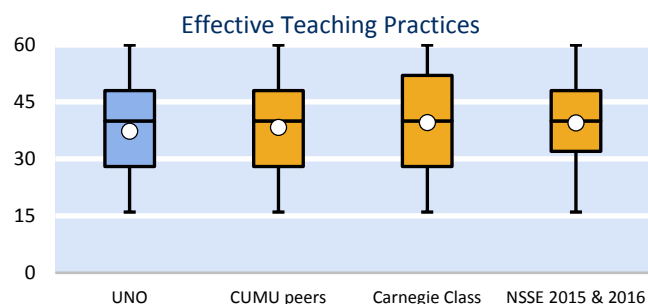 Effective Teaching Practices
60
45
30
15
0
UNO CUMU peers Carnegie Class NSSE 2015 & 2016